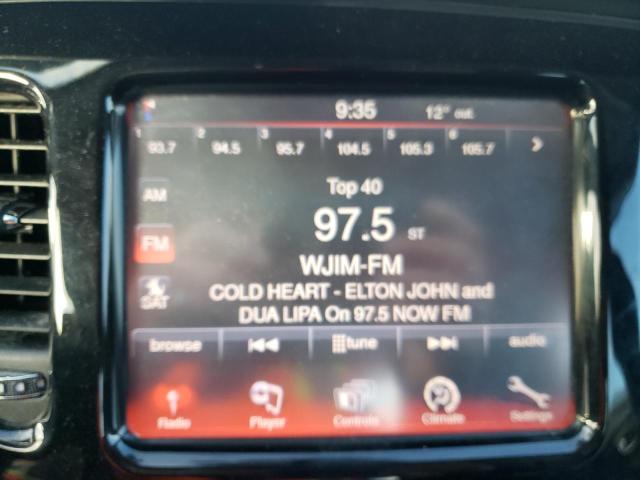 9:35 12° out
1 2 3 4 5 6
93.7 94.5 95.7 104.5 105.3 105.7 >
Top 40
AM
97.5 ST
FM
WJIM-FM
SAT
COLD HEART - ELTON JOHN and
DUA LIPA On 97.5 NOW FM
browse tune audio
Radio Player Controls Climate Settings